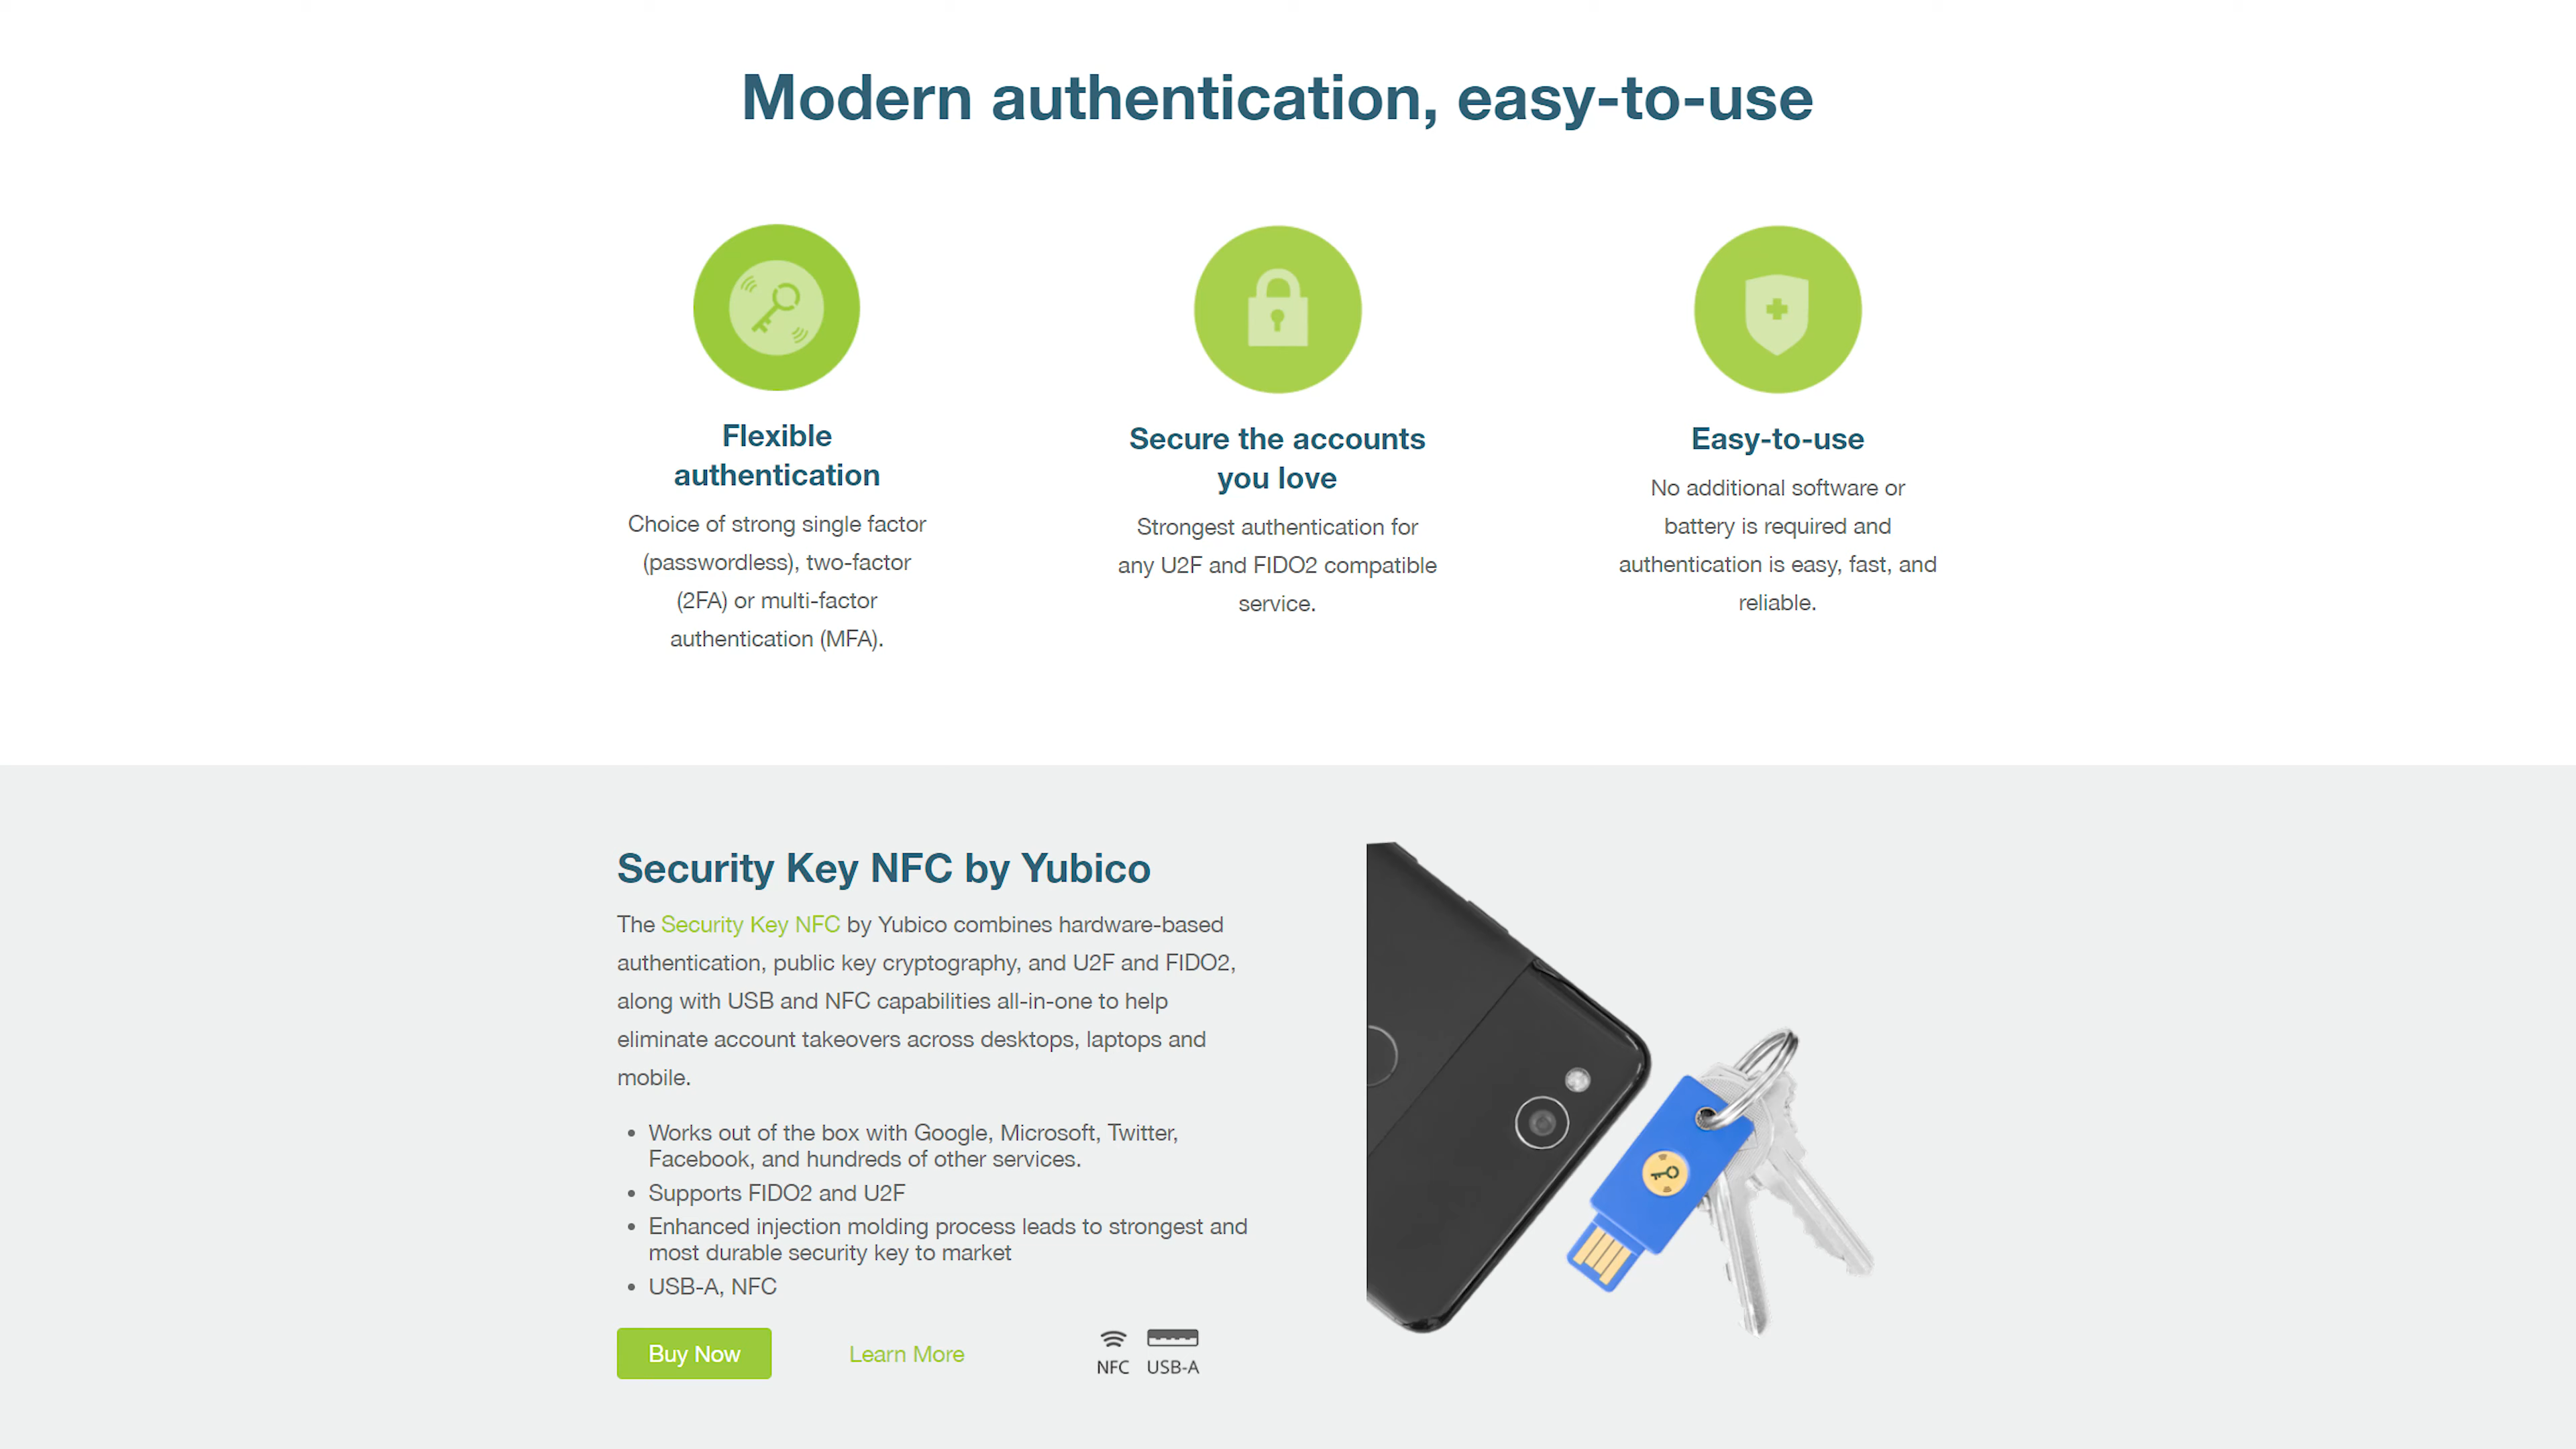 Modern authentication, easy-to-use
Flexible
authentication
Choice of strong single factor
(passwordless), two-factor
(2FA) or multi-factor
authentication (MFA).
Secure the accounts
you love
Strongest authentication for
any U2F and FIDO2 compatible
service.
Easy-to-use
No additional software or
battery is required and
authentication is easy, fast, and
reliable.
Security Key NFC by Yubico
The Security Key NFC by Yubico combines hardware-based
authentication, public key cryptography, and U2F and FIDO2,
along with USB and NFC capabilities all-in-one to help
eliminate account takeovers across desktops, laptops and
mobile.
• Works out of the box with Google, Microsoft, Twitter,
Facebook, and hundreds of other services.
• Supports FIDO2 and U2F
• Enhanced injection molding process leads to strongest and
most durable security key to market
• USB-A, NFC
Buy Now
Learn More
NFC USB-A